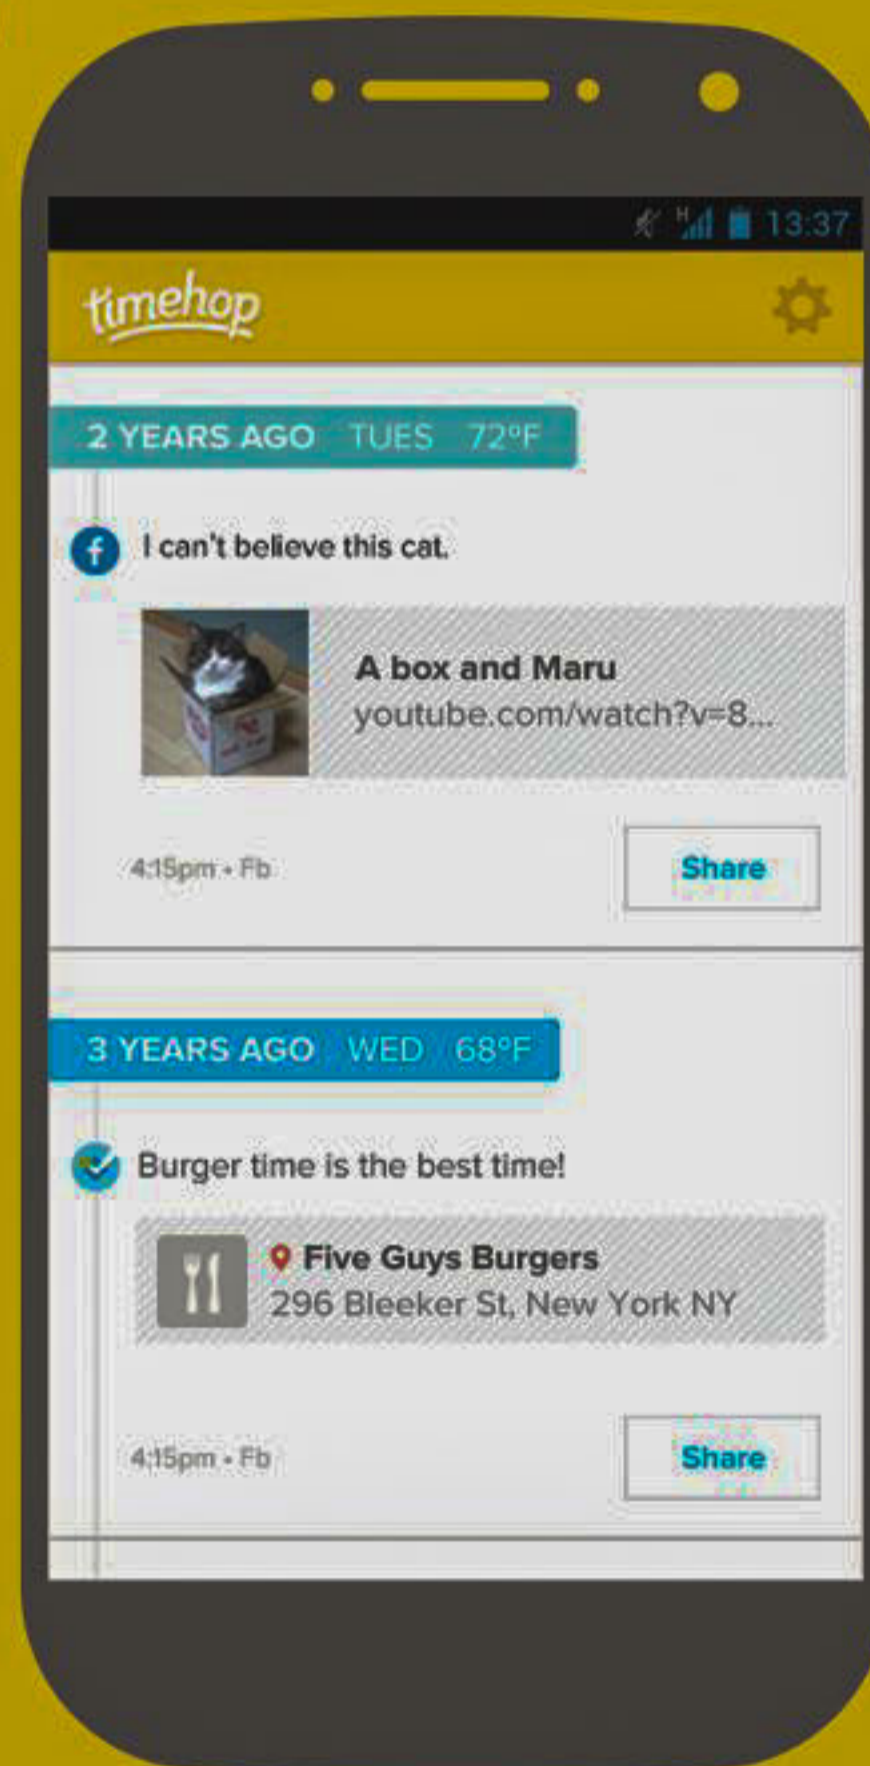 H 13:37
timehop
2 YEARS AGO TUES 72°F
f I can't believe this cat.
A box and Maru
youtube.com/watch?v=8...
4:15pm • Fb Share
3 YEARS AGO WED 68°F
Burger time is the best time!
Five Guys Burgers
296 Bleeker St, New York NY
4:15pm • Fb Share